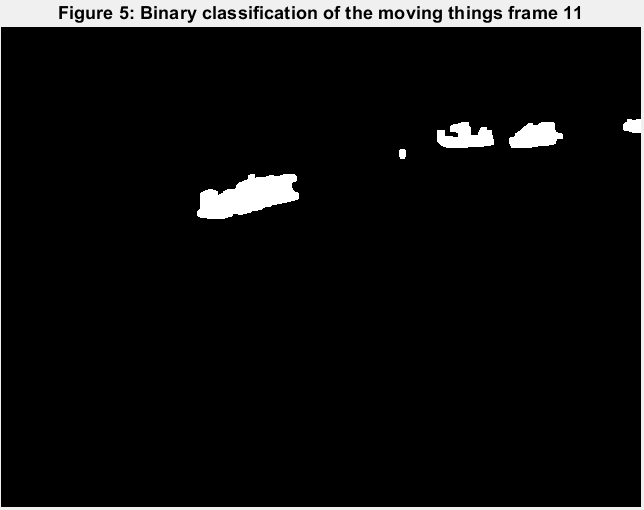 Figure 5: Binary classification of the moving things frame 11